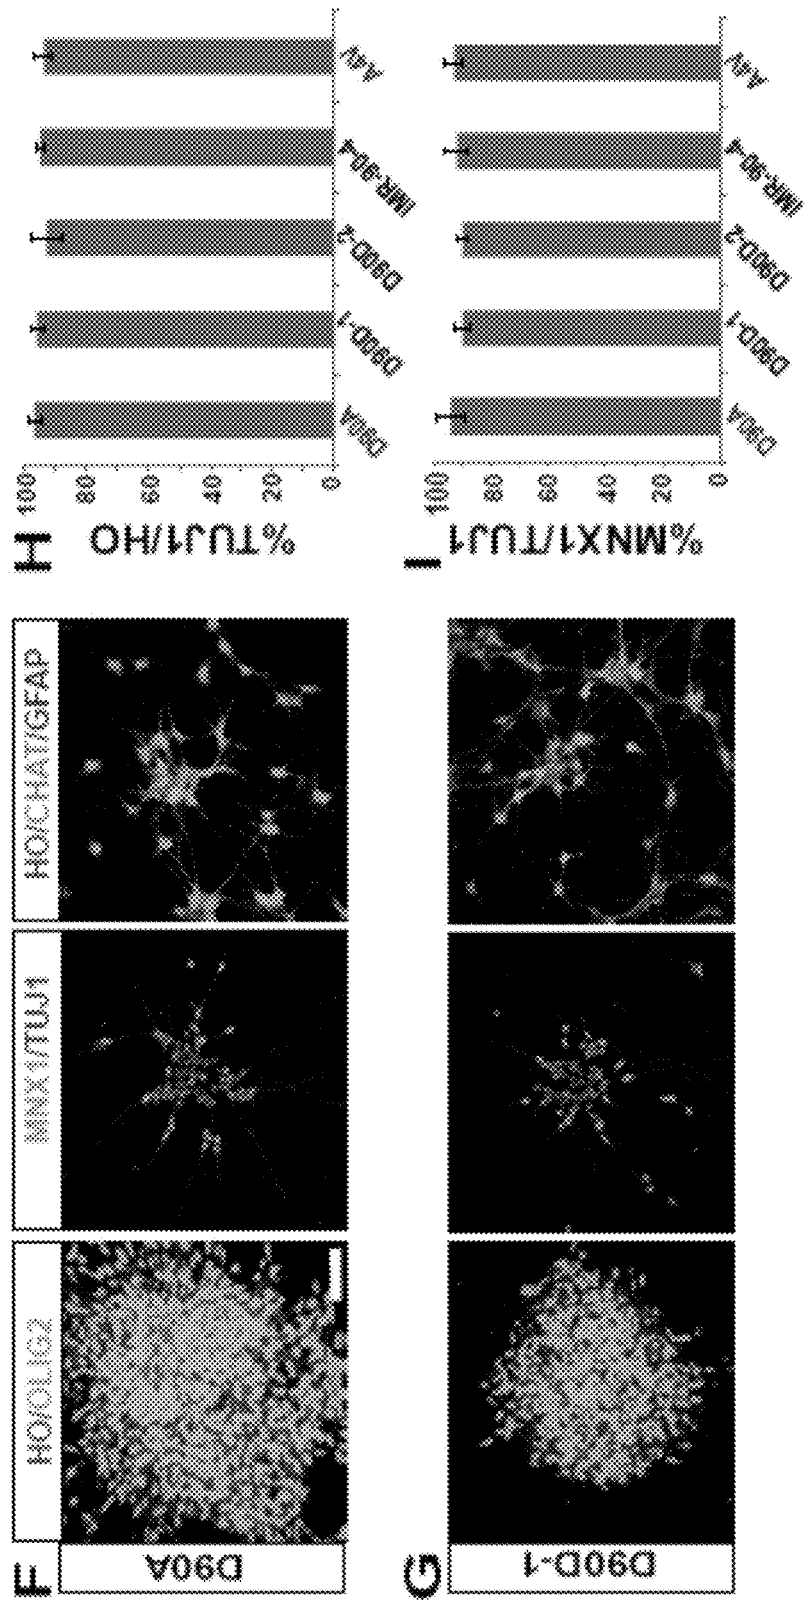 F
HO/OLIG2
MNX1/TUJ1
HO/CHAT/GFAP
D90A
G
D90D-1
H
%TUJ1/HO
100
80
60
40
20
0
D90A
D90D-1
D90D-2
IMR-90-4
A4V
I
%MNX1/TUJ1
100
80
60
40
20
0
D90A
D90D-1
D90D-2
IMR-90-4
A4V